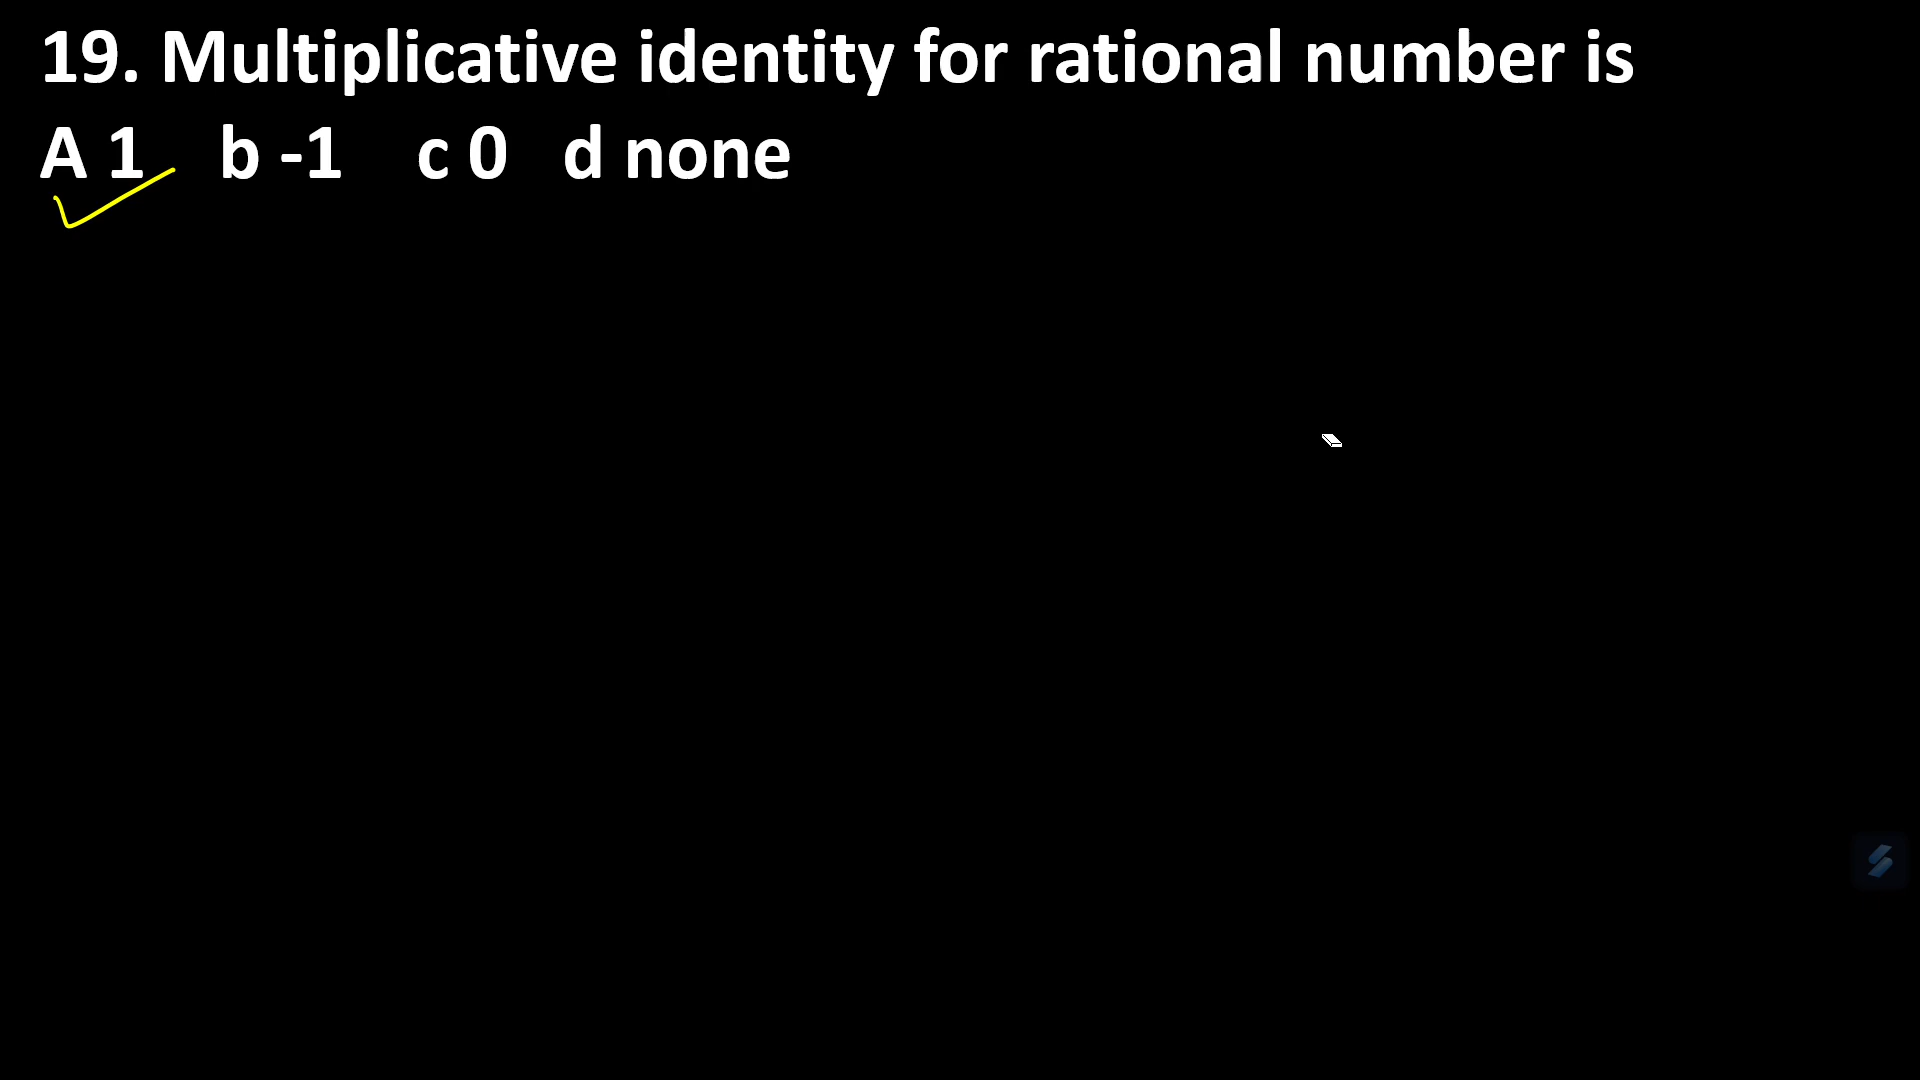 19. Multiplicative identity for rational number is
A 1 b -1 c 0 d none